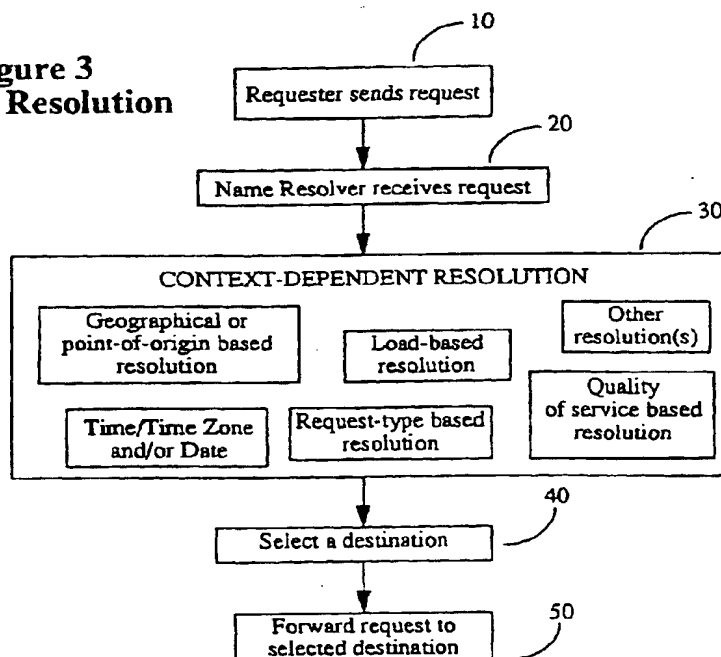 gure 3
Resolution
10
Requester sends request
20
Name Resolver receives request
30
CONTEXT-DEPENDENT RESOLUTION
Geographical or
point-of-origin based
resolution
Load-based
resolution
Other
resolution(s)
Time/Time Zone
and/or Date
Request-type based
resolution
Quality
of service based
resolution
40
Select a destination
50
Forward request to
selected destination